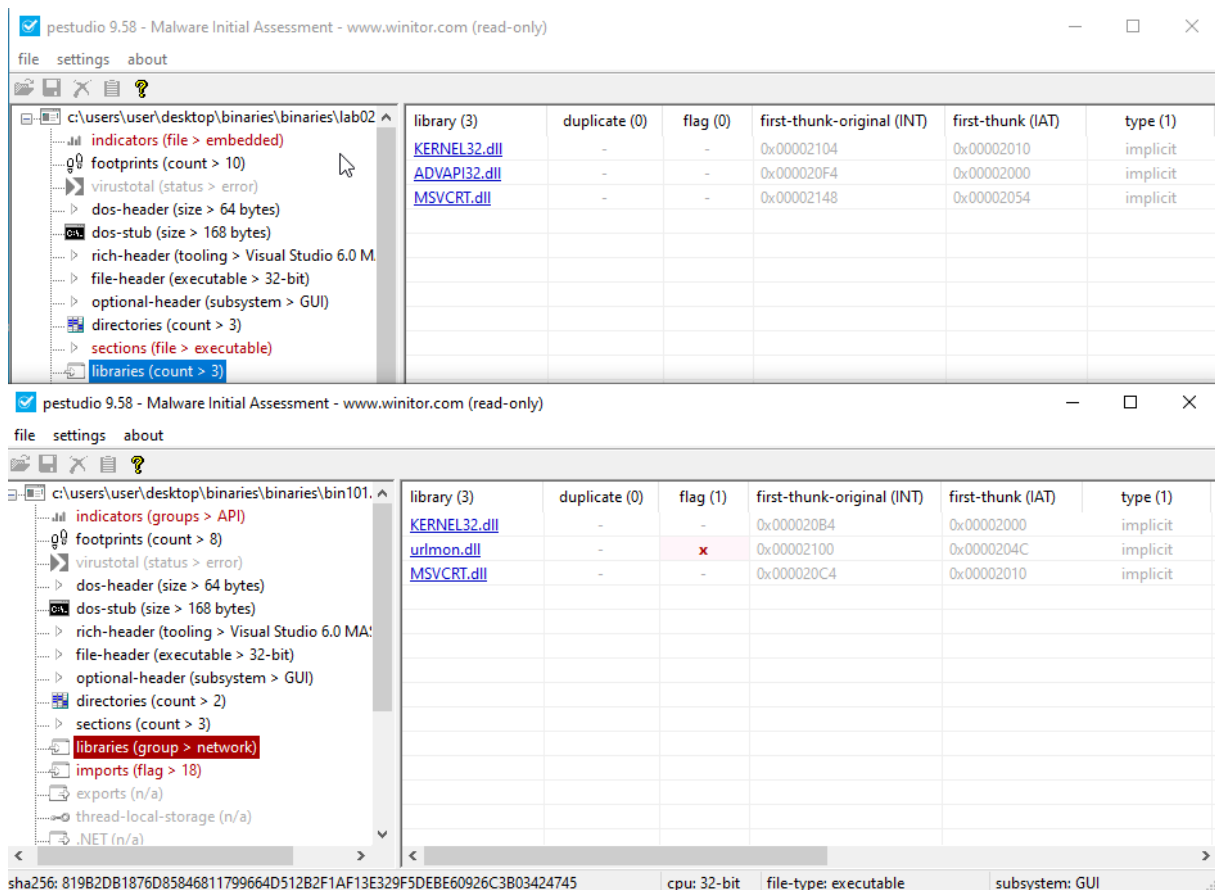 pestudio 9.58 - Malware Initial Assessment - www.winitor.com (read-only)
file settings about
c:\users\user\desktop\binaries\binaries\lab02
indicators (file > embedded)
footprints (count > 10)
virustotal (status > error)
dos-header (size > 64 bytes)
dos-stub (size > 168 bytes)
rich-header (tooling > Visual Studio 6.0 M
file-header (executable > 32-bit)
optional-header (subsystem > GUI)
directories (count > 3)
sections (file > executable)
libraries (count > 3)
library (3) duplicate (0) flag (0) first-thunk-original (INT) first-thunk (IAT) type (1)
KERNEL32.dll - - 0x00002104 0x00002010 implicit
ADVAPI32.dll - - 0x000020F4 0x00002000 implicit
MSVCRT.dll - - 0x00002148 0x00002054 implicit
pestudio 9.58 - Malware Initial Assessment - www.winitor.com (read-only)
file settings about
c:\users\user\desktop\binaries\binaries\bin101.
indicators (groups > API)
footprints (count > 8)
virustotal (status > error)
dos-header (size > 64 bytes)
dos-stub (size > 168 bytes)
rich-header (tooling > Visual Studio 6.0 MAS
file-header (executable > 32-bit)
optional-header (subsystem > GUI)
directories (count > 2)
sections (count > 3)
libraries (group > network)
imports (flag > 18)
exports (n/a)
thread-local-storage (n/a)
.NET (n/a)
library (3) duplicate (0) flag (1) first-thunk-original (INT) first-thunk (IAT) type (1)
KERNEL32.dll - - 0x000020B4 0x00002000 implicit
urlmon.dll - x 0x00002100 0x0000204C implicit
MSVCRT.dll - - 0x000020C4 0x00002010 implicit
sha256: 819B2DB1876D85846811799664D512B2F1AF13E329F5DEBE60926C3B03424745 cpu: 32-bit file-type: executable subsystem: GUI